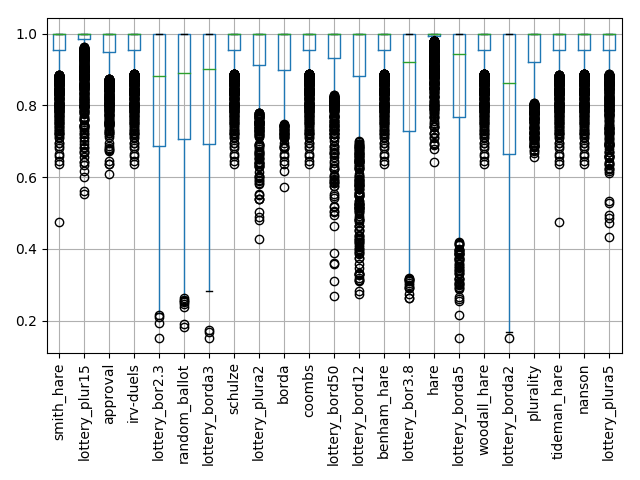 1.0
0.8
0.6
0.4
0.2
smith_hare
lottery_plur15
approval
irv-duels
lottery_bor2.3
random_ballot
lottery_borda3
schulze
lottery_plura2
borda
coombs
lottery_bord50
lottery_bord12
benham_hare
lottery_bor3.8
hare
lottery_borda5
woodall_hare
lottery_borda2
plurality
tideman_hare
nanson
lottery_plura5